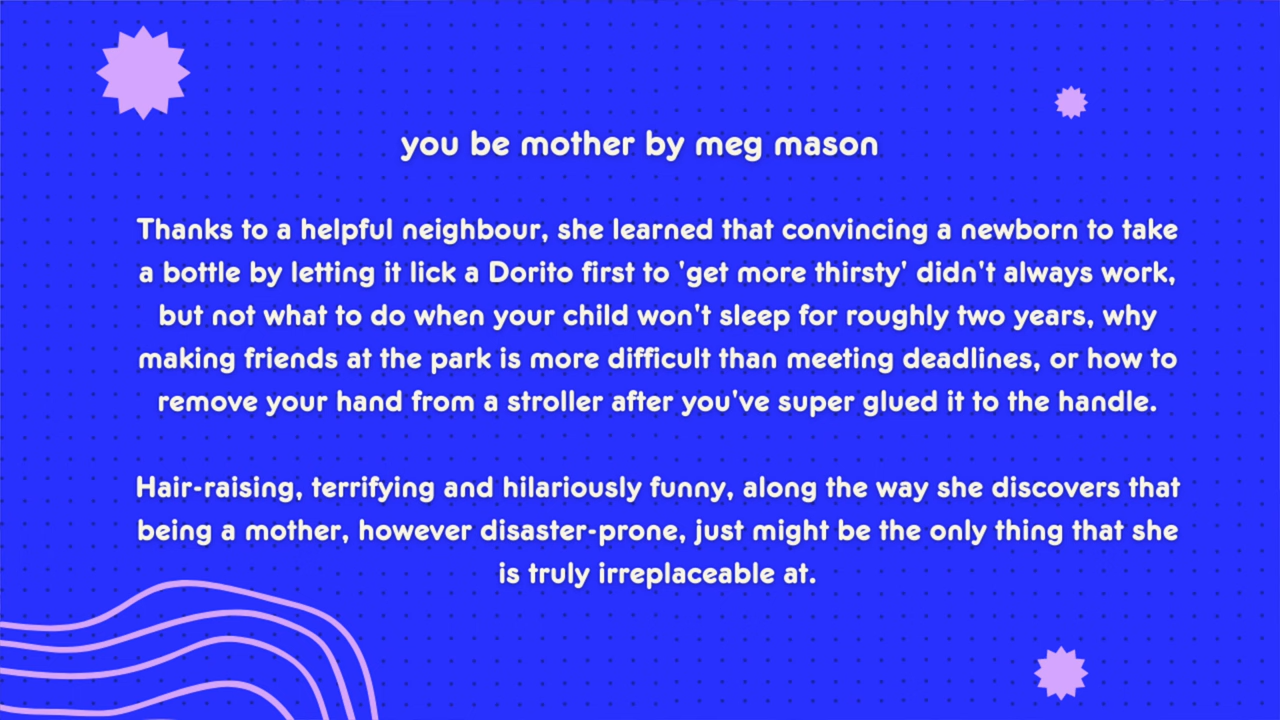 you be mother by meg mason
Thanks to a helpful neighbour, she learned that convincing a newborn to take
a bottle by letting it lick a Dorito first to 'get more thirsty' didn't always work,
but not what to do when your child won't sleep for roughly two years, why
making friends at the park is more difficult than meeting deadlines, or how to
remove your hand from a stroller after you've super glued it to the handle.
Hair-raising, terrifying and hilariously funny, along the way she discovers that
being a mother, however disaster-prone, just might be the only thing that she
is truly irreplaceable at.